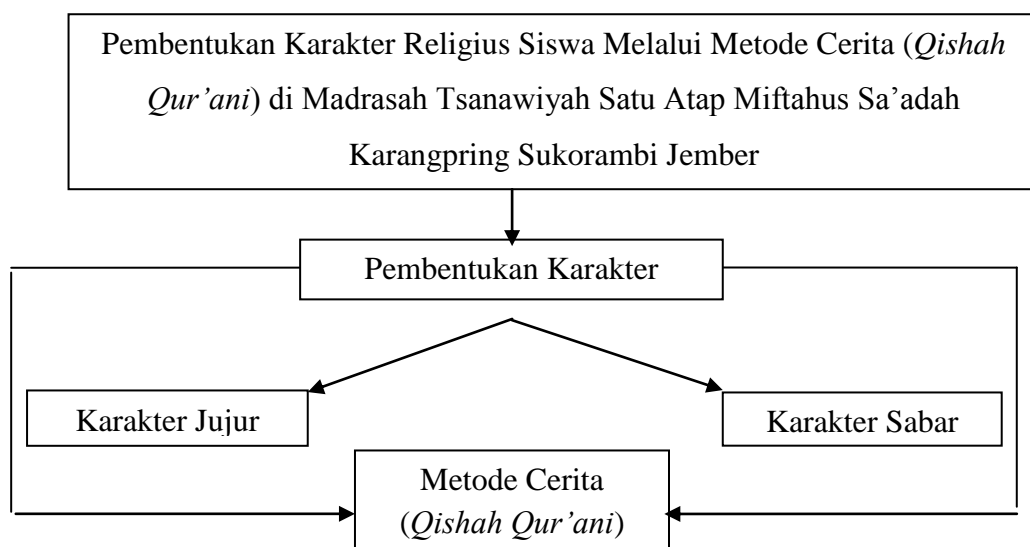 Pembentukan Karakter Religius Siswa Melalui Metode Cerita (Qishah
Qur’ani) di Madrasah Tsanawiyah Satu Atap Miftahus Sa’adah
Karangpring Sukorambi Jember
Pembentukan Karakter
Karakter Jujur
Karakter Sabar
Metode Cerita
(Qishah Qur’ani)